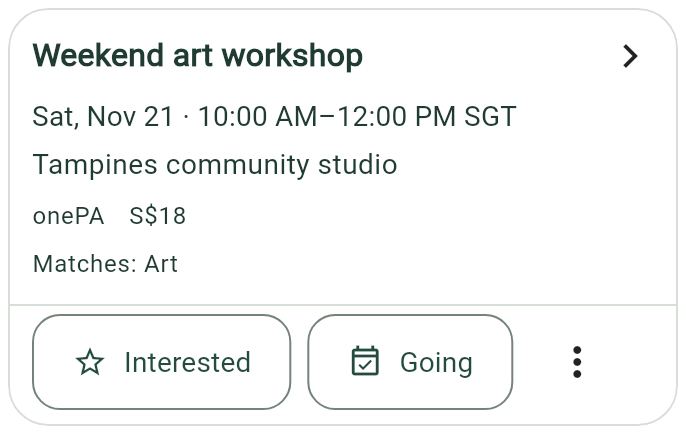 Weekend art workshop
Sat, Nov 21 · 10:00 AM–12:00 PM SGT
Tampines community studio
onePA S$18
Matches: Art
Interested Going